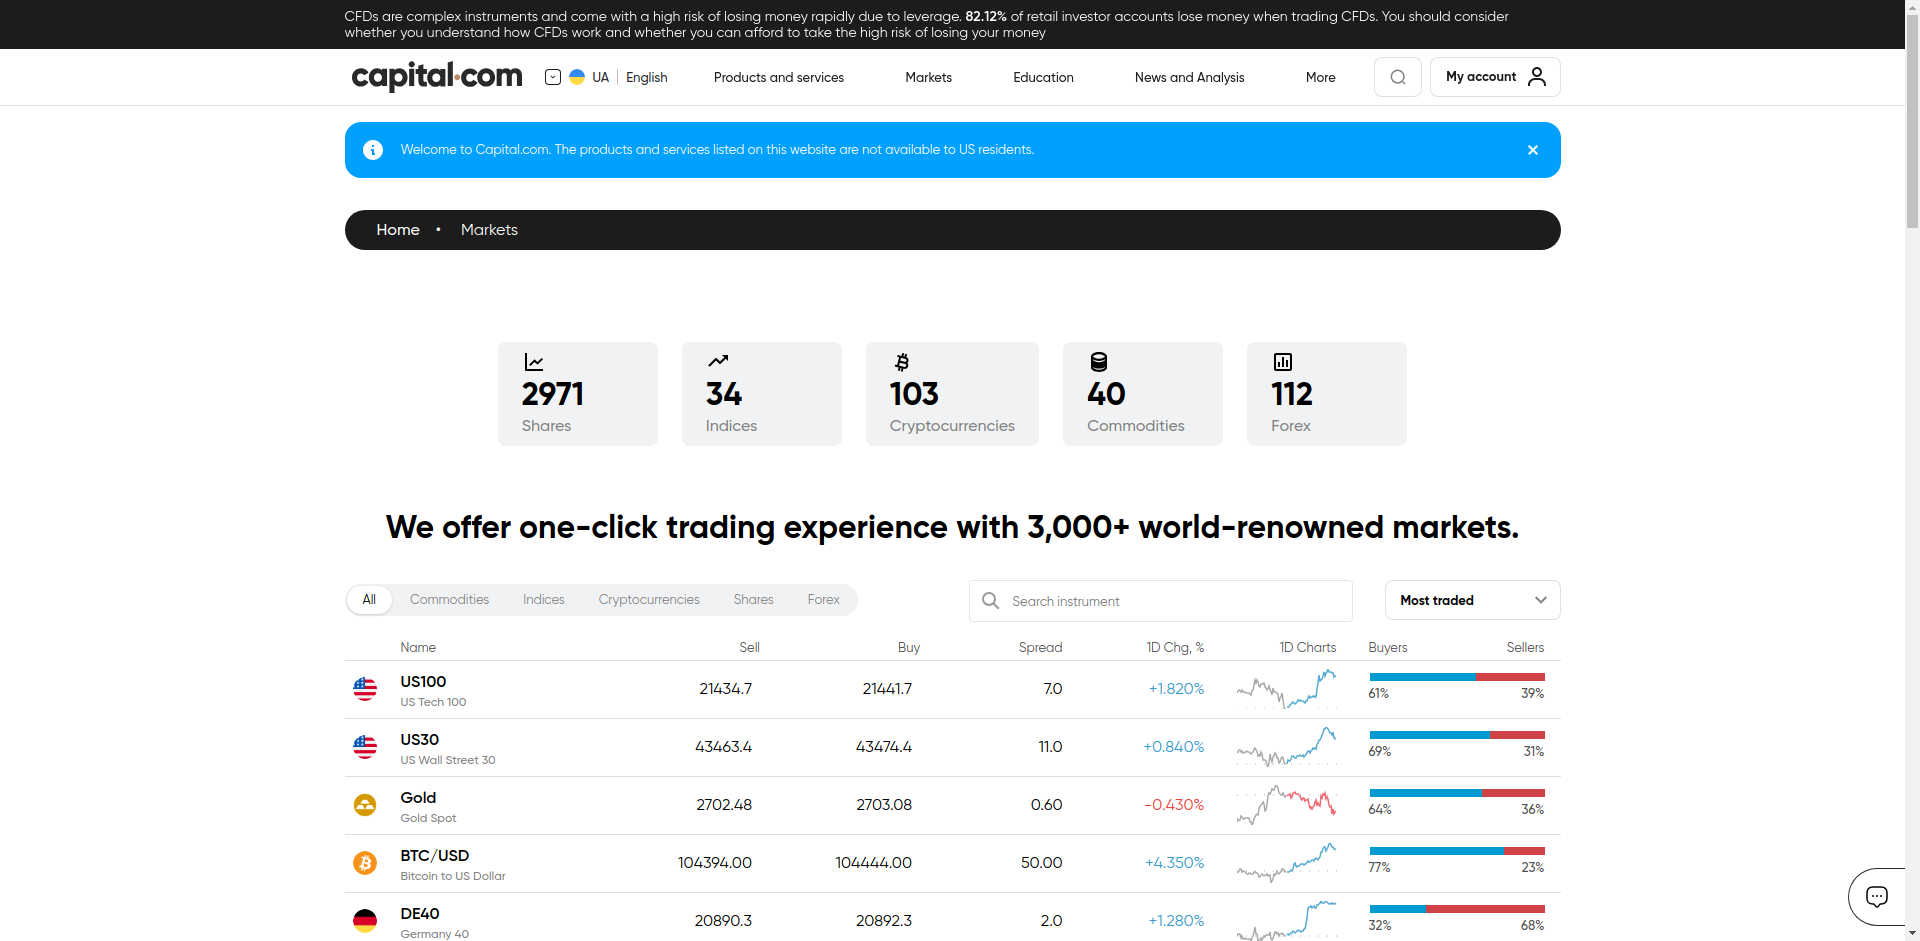 CFDs are complex instruments and come with a high risk of losing money rapidly due to leverage. 82.12% of retail investor accounts lose money when trading CFDs. You should consider
whether you understand how CFDs work and whether you can afford to take the high risk of losing your money
capital.com UA English Products and services Markets Education News and Analysis More My account
Welcome to Capital.com. The products and services listed on this website are not available to US residents.
Home • Markets
2971 34 103 40 112
Shares Indices Cryptocurrencies Commodities Forex
We offer one-click trading experience with 3,000+ world-renowned markets.
All Commodities Indices Cryptocurrencies Shares Forex Search instrument Most traded
Name Sell Buy Spread 1D Chg, % 1D Charts Buyers Sellers
US100 21434.7 21441.7 7.0 +1.820% 61% 39%
US Tech 100
US30 43463.4 43474.4 11.0 +0.840% 69% 31%
US Wall Street 30
Gold 2702.48 2703.08 0.60 -0.430% 64% 36%
Gold Spot
BTC/USD 104394.00 104444.00 50.00 +4.350% 77% 23%
Bitcoin to US Dollar
DE40 20890.3 20892.3 2.0 +1.280% 32% 68%
Germany 40